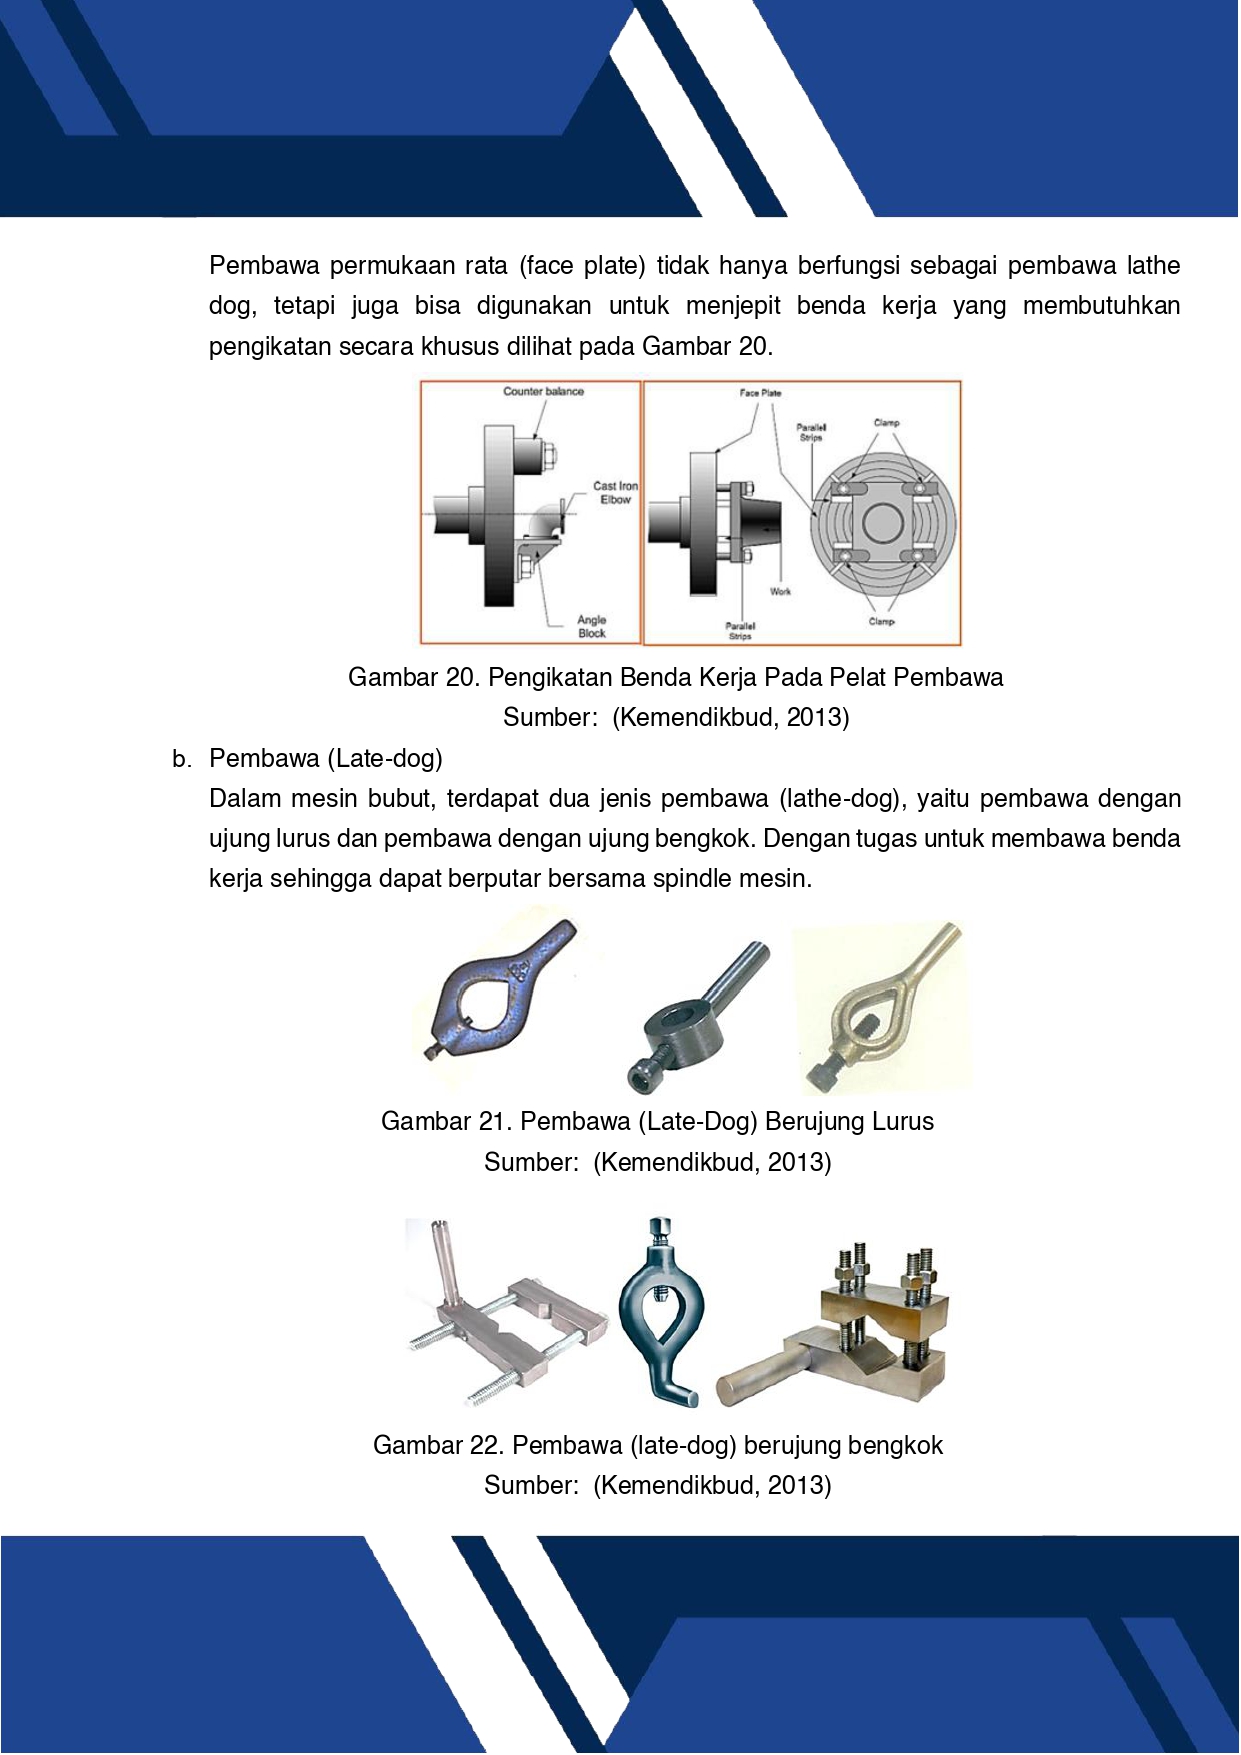 Pembawa permukaan rata (face plate) tidak hanya berfungsi sebagai pembawa lathe
dog, tetapi juga bisa digunakan untuk menjepit benda kerja yang membutuhkan
pengikatan secara khusus dilihat pada Gambar 20.
Counter balance
Cast Iron
Elbow
Angle
Block
Face Plate
Parallel
Strips
Clamp
Work
Parallel
Strips
Clamp
Gambar 20. Pengikatan Benda Kerja Pada Pelat Pembawa
Sumber:  (Kemendikbud, 2013)
b. Pembawa (Late-dog)
Dalam mesin bubut, terdapat dua jenis pembawa (lathe-dog), yaitu pembawa dengan
ujung lurus dan pembawa dengan ujung bengkok. Dengan tugas untuk membawa benda
kerja sehingga dapat berputar bersama spindle mesin.
Gambar 21. Pembawa (Late-Dog) Berujung Lurus
Sumber:  (Kemendikbud, 2013)
Gambar 22. Pembawa (late-dog) berujung bengkok
Sumber:  (Kemendikbud, 2013)